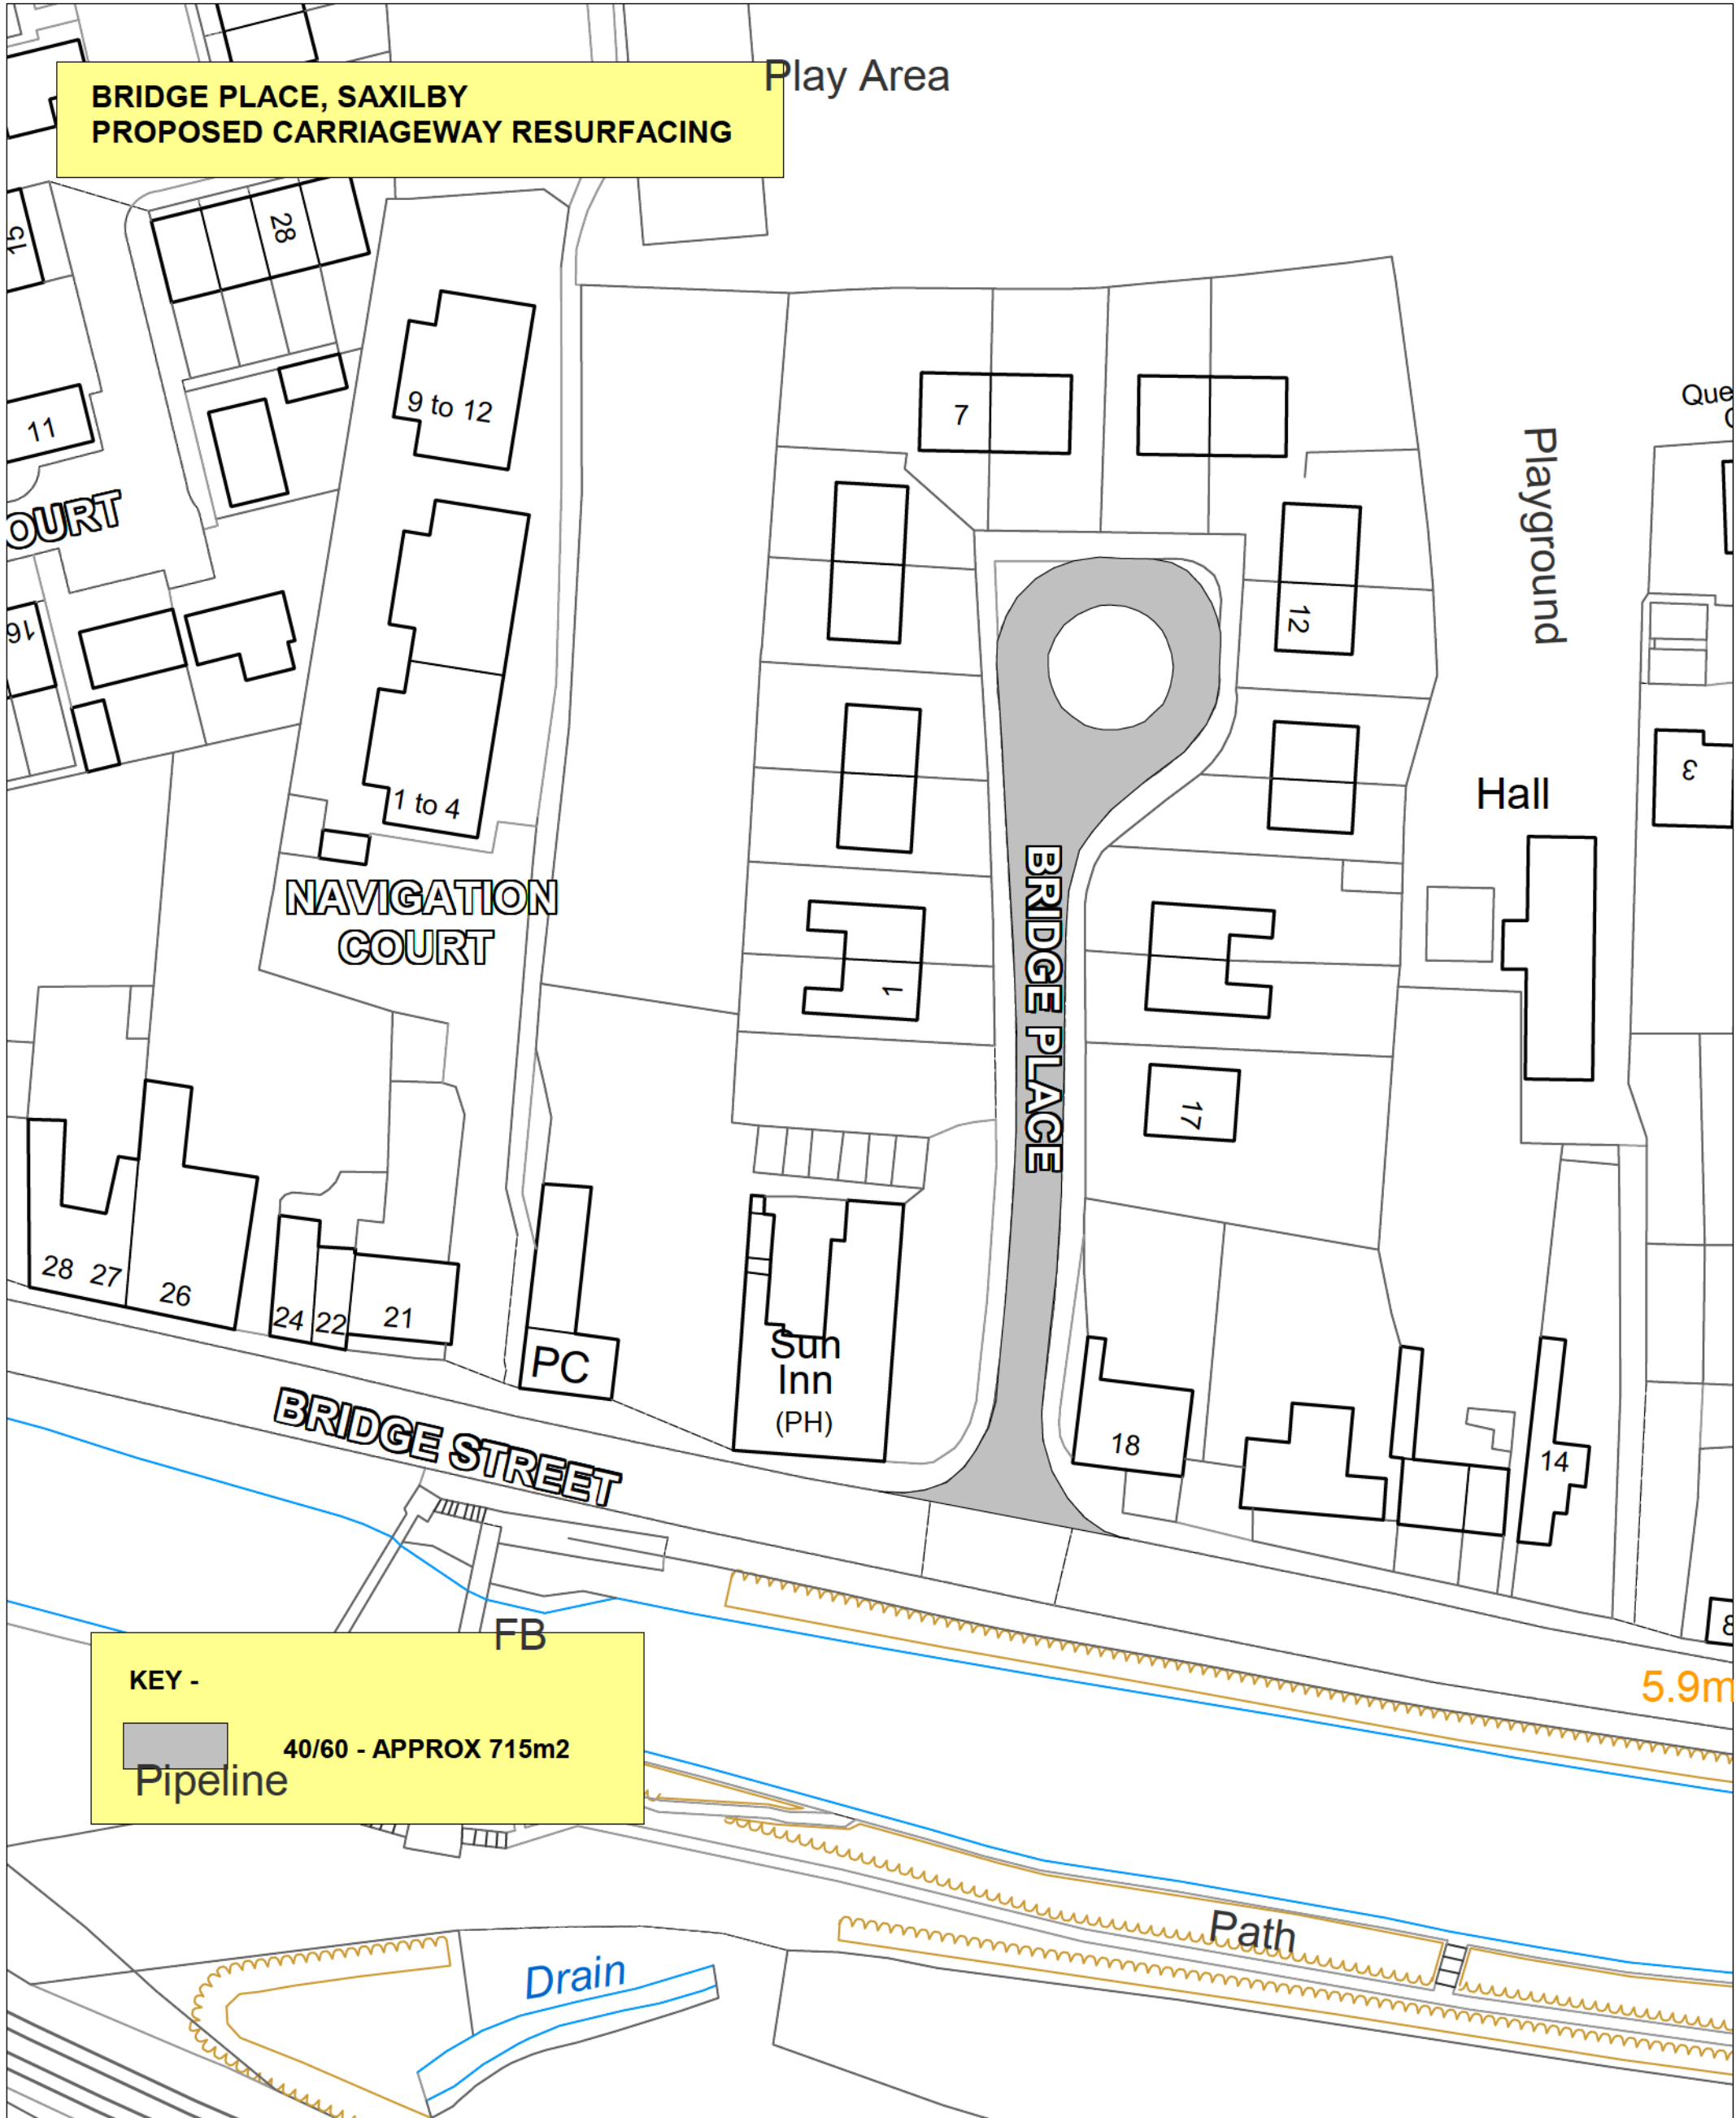 Play Area
BRIDGE PLACE, SAXILBY
PROPOSED CARRIAGEWAY RESURFACING
28
15
9 to 12
7
11
Playground
OURT
12
16
1 to 4
Hall
3
NAVIGATION
COURT
BRIDGE PLACE
1
17
28
27
26
24
22
21
PC
Sun
Inn
(PH)
18
14
BRIDGE STREET
8
FB
KEY -
40/60 - APPROX 715m2
Pipeline
5.9m
Path
Drain